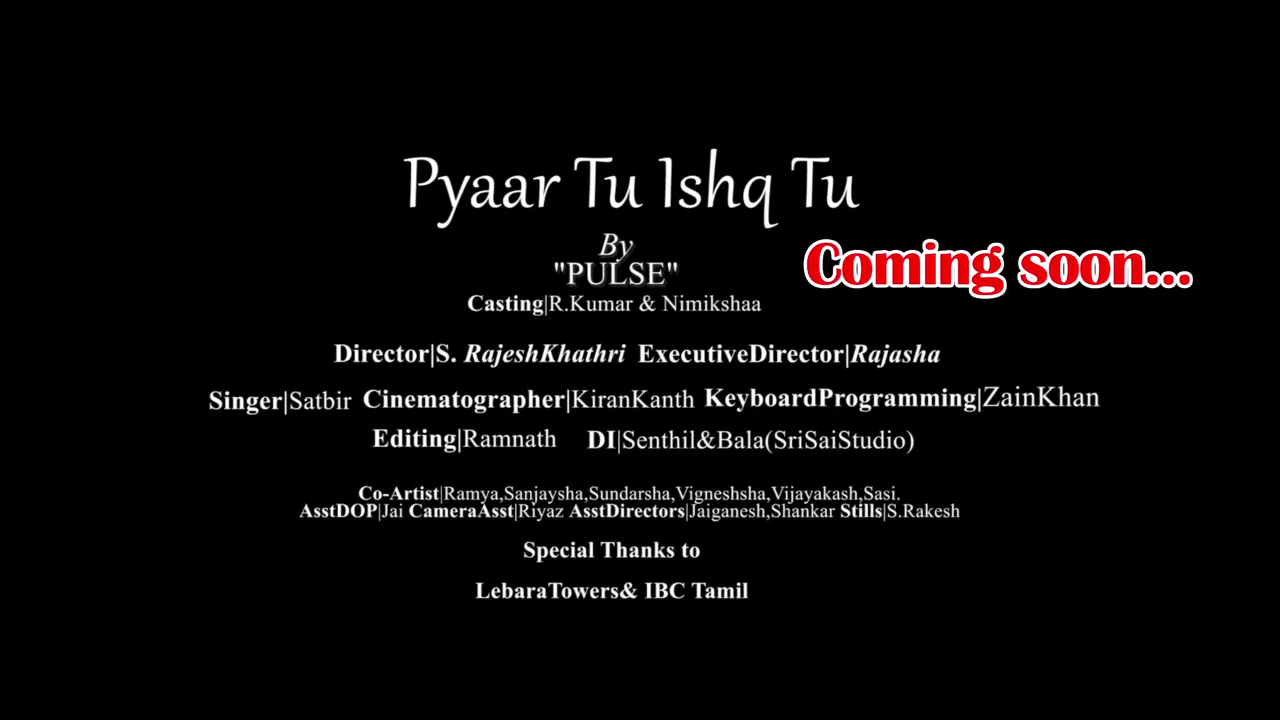 Pyaar Tu Ishq Tu
By
"PULSE"
Coming soon...
Casting|R.Kumar & Nimikshaa
Director|S. RajeshKhathri ExecutiveDirector|Rajasha
Singer|Satbir Cinematographer|KiranKanth KeyboardProgramming|ZainKhan
Editing|Ramnath DI|Senthil&Bala(SriSaiStudio)
Co-Artist|Ramya,Sanjaysha,Sundarsha,Vigneshsha,Vijayakash,Sasi.
AsstDOP|Jai CameraAsst|Riyaz AsstDirectors|Jaiganesh,Shankar Stills|S.Rakesh
Special Thanks to
LebaraTowers& IBC Tamil